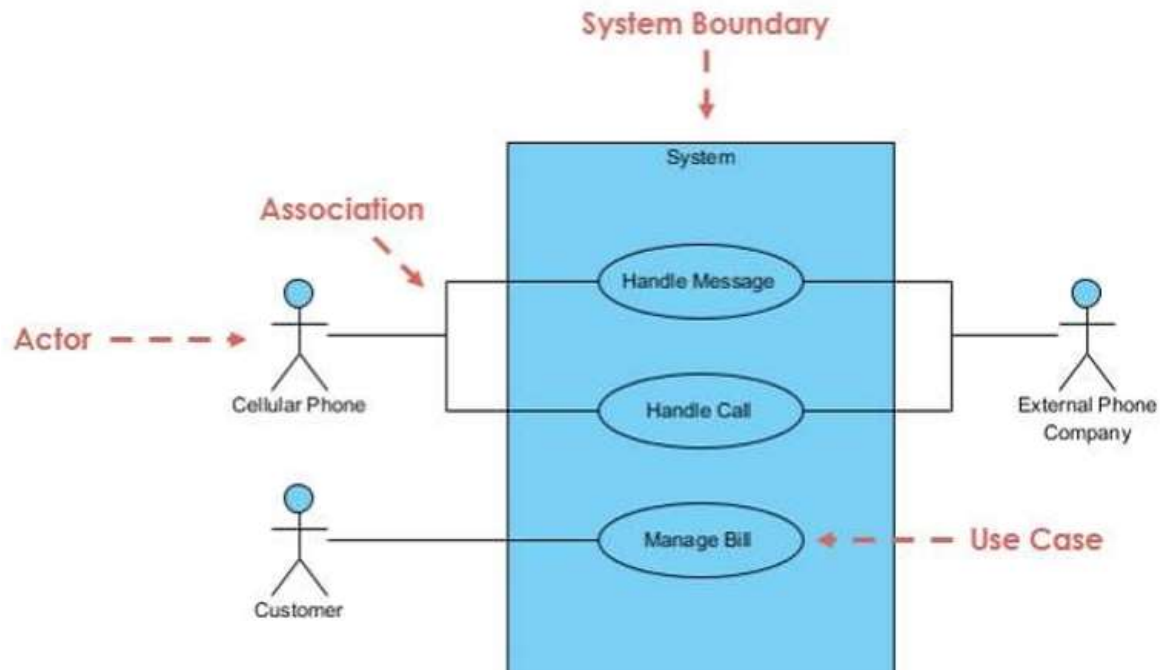 System Boundary
System
Association
Handle Message
Actor
Cellular Phone
Handle Call
External Phone
Company
Manage Bill
Use Case
Customer